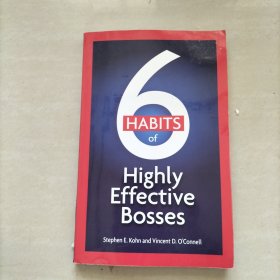 6
HABITS
of
Highly
Effective
Bosses
Stephen E. Kohn and Vincent D. O'Connell